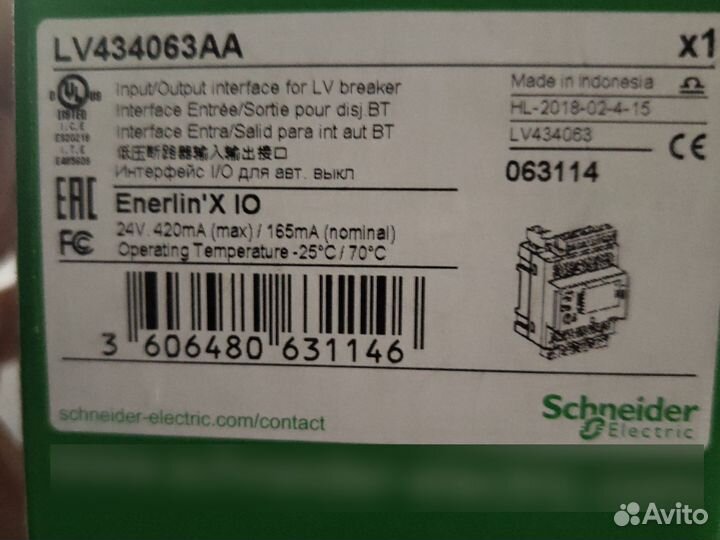 LV434063AA
x1
UL
LISTED
I.C.E
I.T.E
Input/Output interface for LV breaker
Interface Entrée/Sortie pour disj.BT
Interface Entra/Salid para int aut BT
低压断路器输入输出接口
Интерфейс I/O для авт. выкл
Made in Indonesia
HL-2018-02-4-15
LV434063
CE
063114
EAC
FC
Enerlin'X IO
24V. 420mA (max) / 165mA (nominal)
Operating Temperature -25°C / 70°C
3 606480 631146
schneider-electric.com/contact
Schneider
Electric
Avito